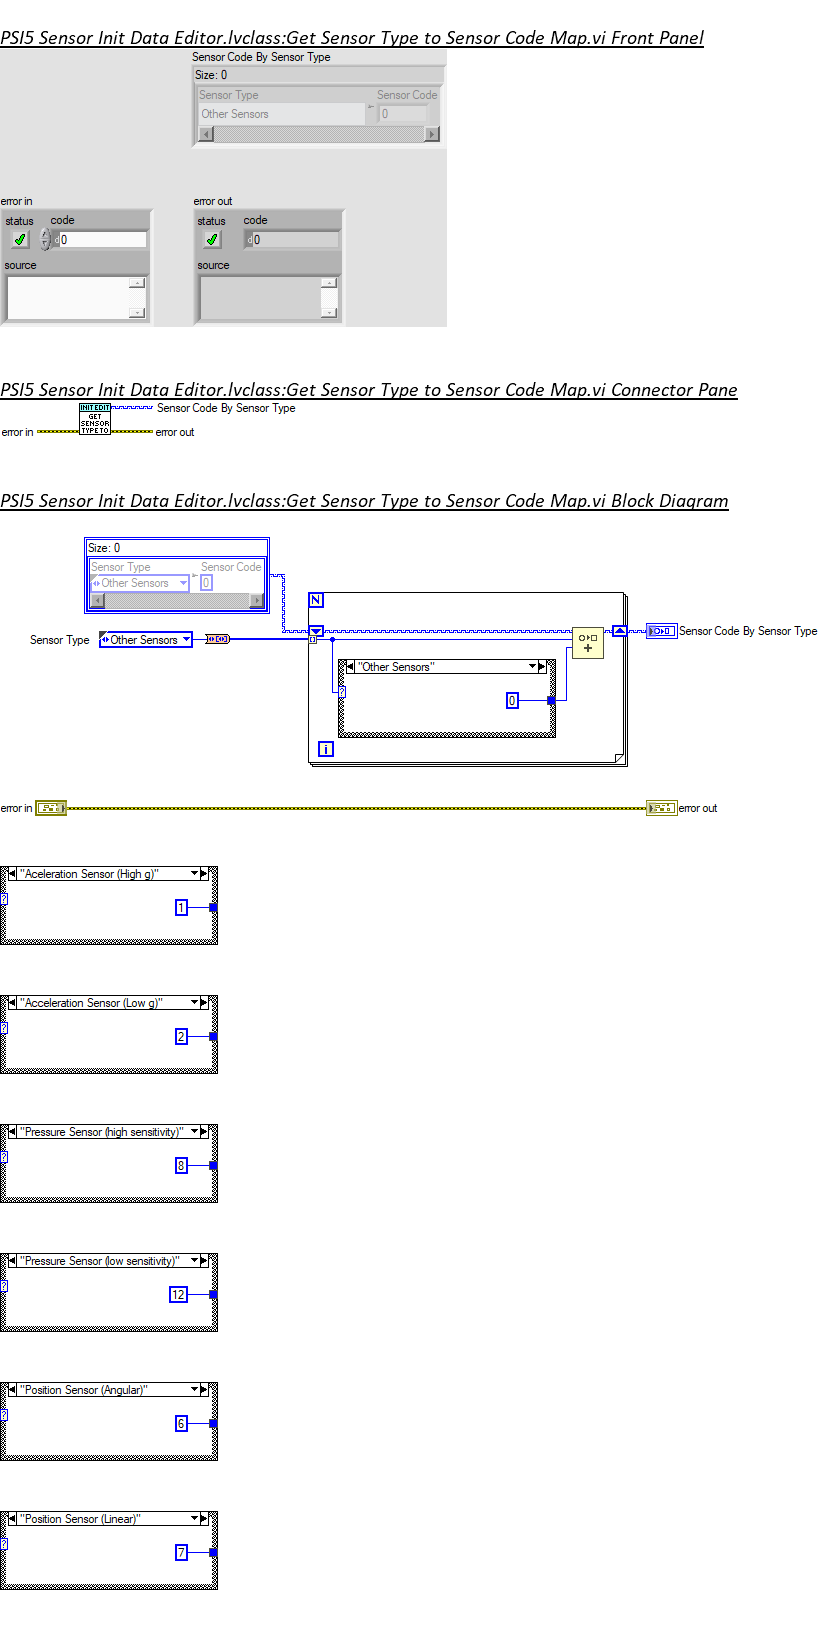 PSI5 Sensor Init Data Editor.lvclass:Get Sensor Type to Sensor Code Map.vi Front Panel
Sensor Code By Sensor Type
Size: 0
Sensor Type Sensor Code
Other Sensors 0
error in error out
status code status code
d 0 d 0
source source
PSI5 Sensor Init Data Editor.lvclass:Get Sensor Type to Sensor Code Map.vi Connector Pane
INIT EDIT Sensor Code By Sensor Type
GET
SENSOR
error in TYPE TO error out
PSI5 Sensor Init Data Editor.lvclass:Get Sensor Type to Sensor Code Map.vi Block Diagram
Size: 0
Sensor Type Sensor Code
Other Sensors 0
N
Sensor Type Other Sensors Sensor Code By Sensor Type
"Other Sensors"
?
0
i
error in error out
"Aceleration Sensor (High g)"
?
1
"Acceleration Sensor (Low g)"
?
2
"Pressure Sensor (high sensitivity)"
?
8
"Pressure Sensor (low sensitivity)"
?
12
"Position Sensor (Angular)"
?
6
"Position Sensor (Linear)"
?
7